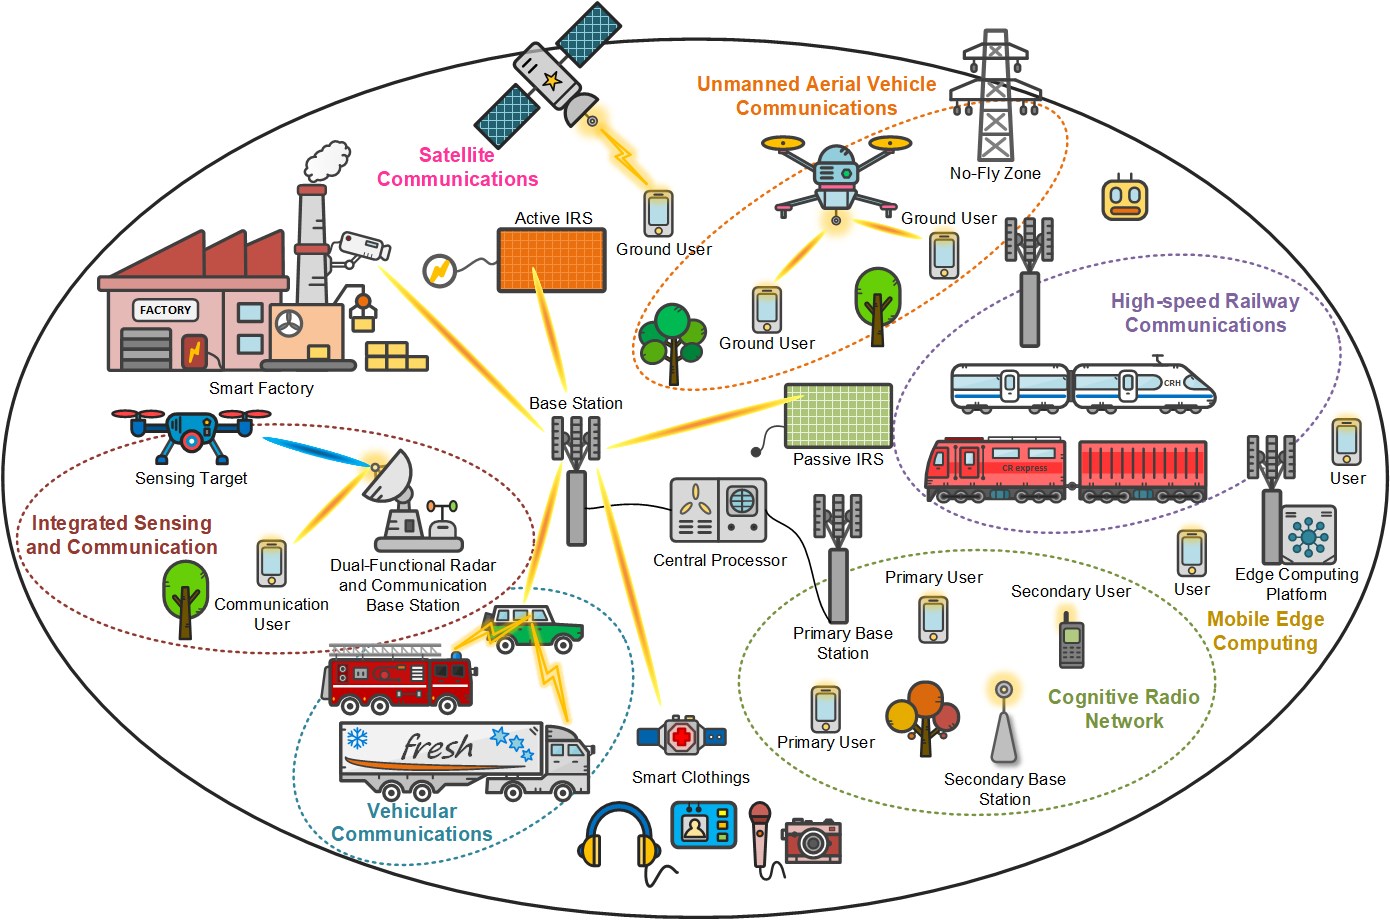 Unmanned Aerial Vehicle
Communications
Satellite
Communications
No-Fly Zone
Active IRS
Ground User
Ground User
FACTORY
High-speed Railway
Communications
Ground User
Smart Factory
CRH
Base Station
Passive IRS
CR express
Sensing Target
User
Integrated Sensing
and Communication
Central Processor
Dual-Functional Radar
and Communication
Base Station
Communication
User
Primary User
Secondary User
User
Edge Computing
Platform
Mobile Edge
Computing
Primary Base
Station
Cognitive Radio
Network
Primary User
fresh
Smart Clothings
Secondary Base
Station
Vehicular
Communications